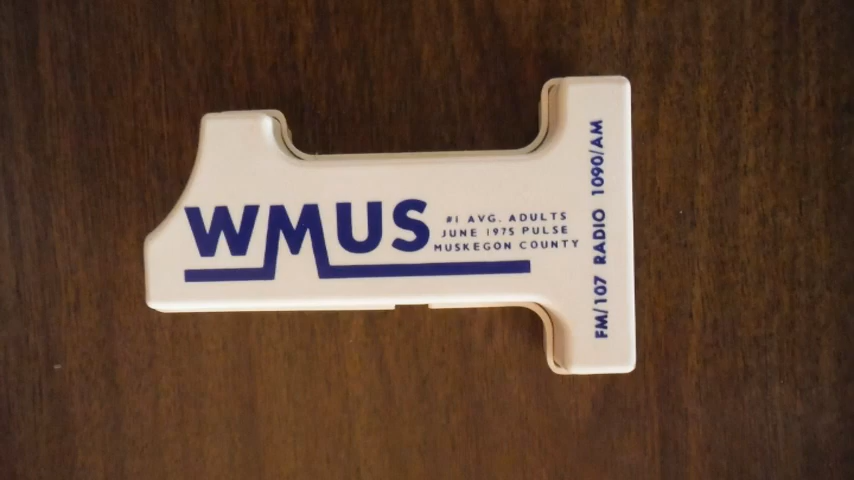 WMUS
#1 AVG. ADULTS
JUNE 1975 PULSE
MUSKEGON COUNTY
FM/107 RADIO 1090/AM